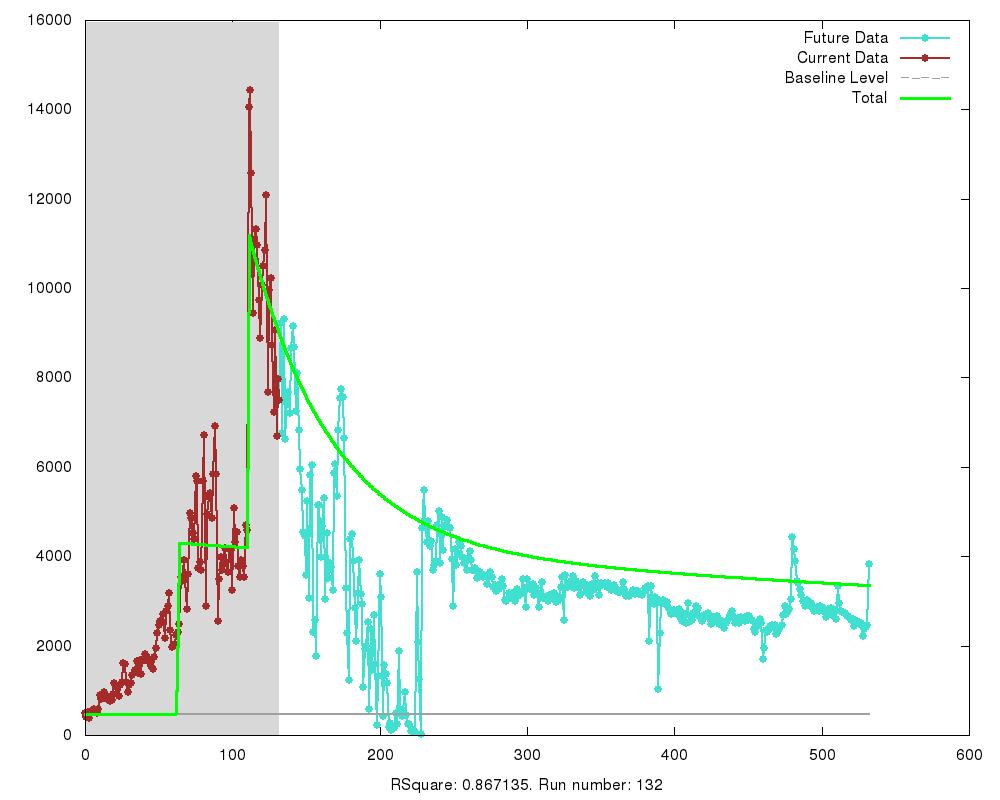 16000
14000
12000
10000
8000
6000
4000
2000
0
Future Data
Current Data
Baseline Level
Total
0 100 200 300 400 500 600
RSquare: 0.867135. Run number: 132